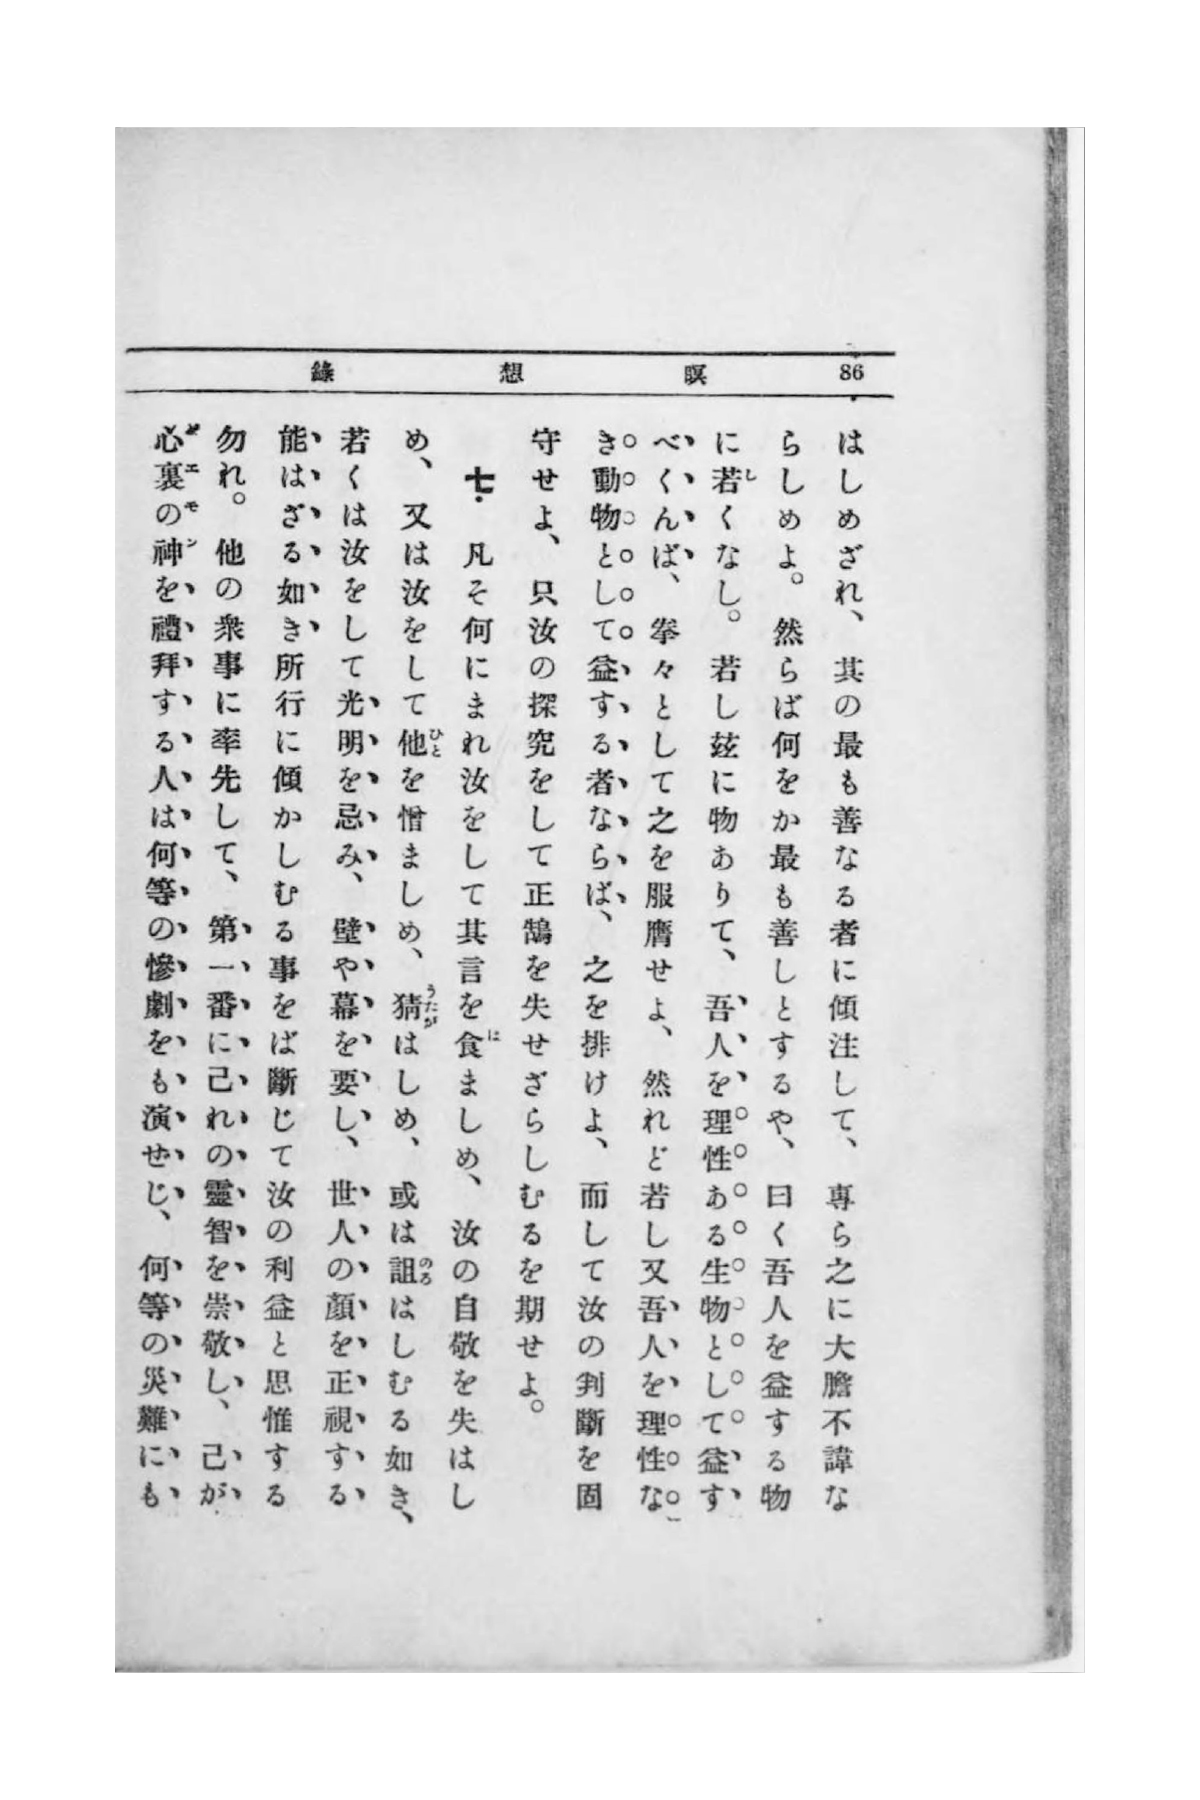 86 瞑想錄
はしめざれ、其の最も善なる者に傾注して、專ら之に大膽不諱な
らしめよ。然らば何をか最も善しとするや、曰く吾人を益する物
に若くなし。若し玆に物ありて、吾人を理性ある生物として益す
べくんば、拳々として之を服膺せよ、然れど若し又吾人を理性な
き動物として益する者ならば、之を排けよ、而して汝の判斷を固
守せよ、只汝の探究をして正鵠を失せざらしむるを期せよ。
七. 凡そ何にまれ汝をして其言を食ましめ、汝の自敬を失はし
め、又は汝をして他を憎ましめ、猜はしめ、或は詛はしむる如き、
若くは汝をして光明を忌み、壁や幕を要し、世人の顏を正視する
能はざる如き所行に傾かしむる事をば斷じて汝の利益と思惟する
勿れ。他の衆事に率先して、第一番に己れの靈智を崇敬し、己が
心裏の神を禮拜する人は何等の慘劇をも演せじ、何等の災難にも